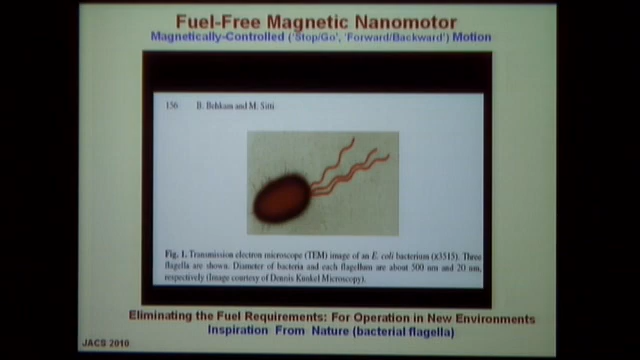 Fuel-Free Magnetic Nanomotor
Magnetically-Controlled ('Stop/Go', 'Forward/Backward') Motion
156 B. Behkam and M. Sitti
Fig. 1. Transmission electron microscope (TEM) image of an E. coli bacterium (x3515). Three
flagella are shown. Diameter of bacteria and each flagellum are about 500 nm and 20 nm,
respectively (Image courtesy of Dennis Kunkel Microscopy).
Eliminating the Fuel Requirements: For Operation in New Environments
Inspiration From Nature (bacterial flagella)
JACS 2010